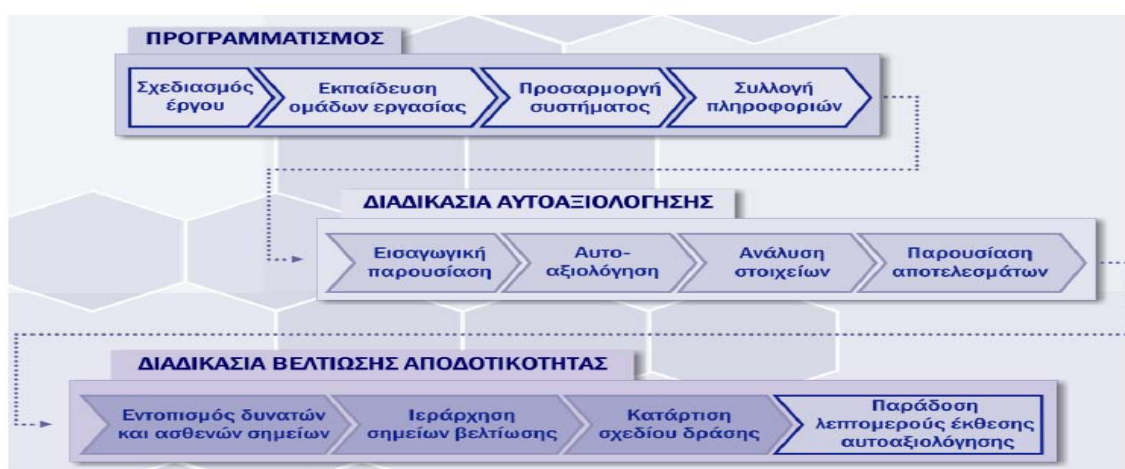 ΠΡΟΓΡΑΜΜΑΤΙΣΜΟΣ
Σχεδιασμός
έργου
Εκπαίδευση
ομάδων εργασίας
Προσαρμοργή
συστήματος
Συλλογή
πληροφοριών
ΔΙΑΔΙΚΑΣΙΑ ΑΥΤΟΑΞΙΟΛΟΓΗΣΗΣ
Εισαγωγική
παρουσίαση
Αυτο-
αξιολόγηση
Ανάλυση
στοιχείων
Παρουσίαση
αποτελεσμάτων
ΔΙΑΔΙΚΑΣΙΑ ΒΕΛΤΙΩΣΗΣ ΑΠΟΔΟΤΙΚΟΤΗΤΑΣ
Εντοπισμός δυνατών
και ασθενών σημείων
Ιεράρχηση
σημείων βελτίωσης
Κατάρτιση
σχεδίου δράσης
Παράδοση
λεπτομερούς έκθεσης
αυτοαξιολόγησης